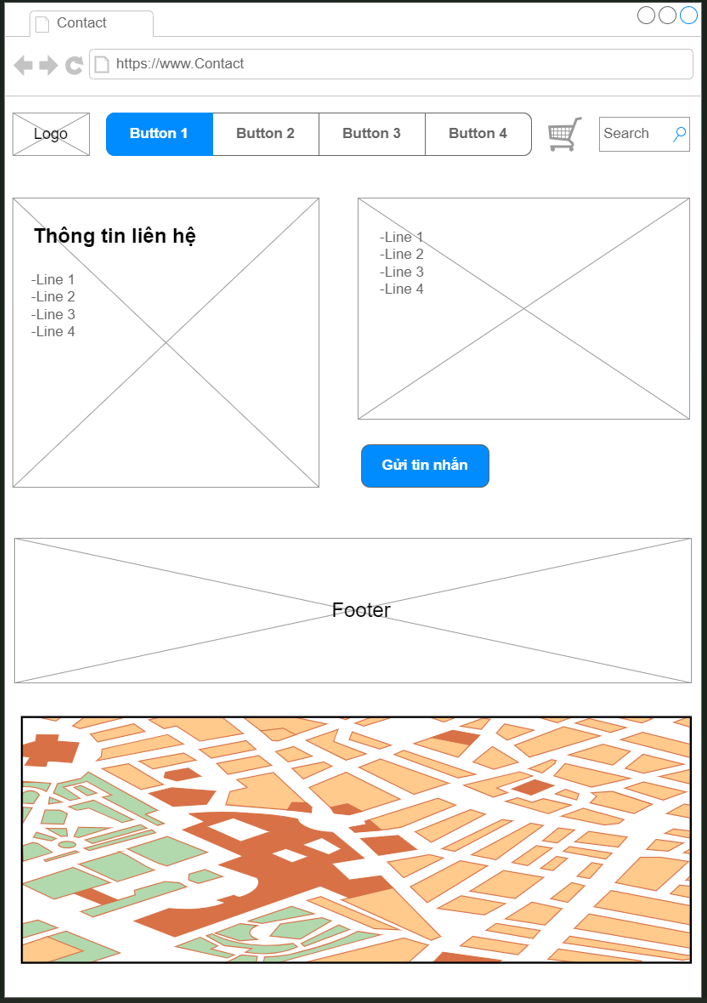 Contact
https://www.Contact
Logo
Button 1
Button 2
Button 3
Button 4
Search
Thông tin liên hệ
-Line 1
-Line 2
-Line 3
-Line 4
-Line 1
-Line 2
-Line 3
-Line 4
Gửi tin nhắn
Footer